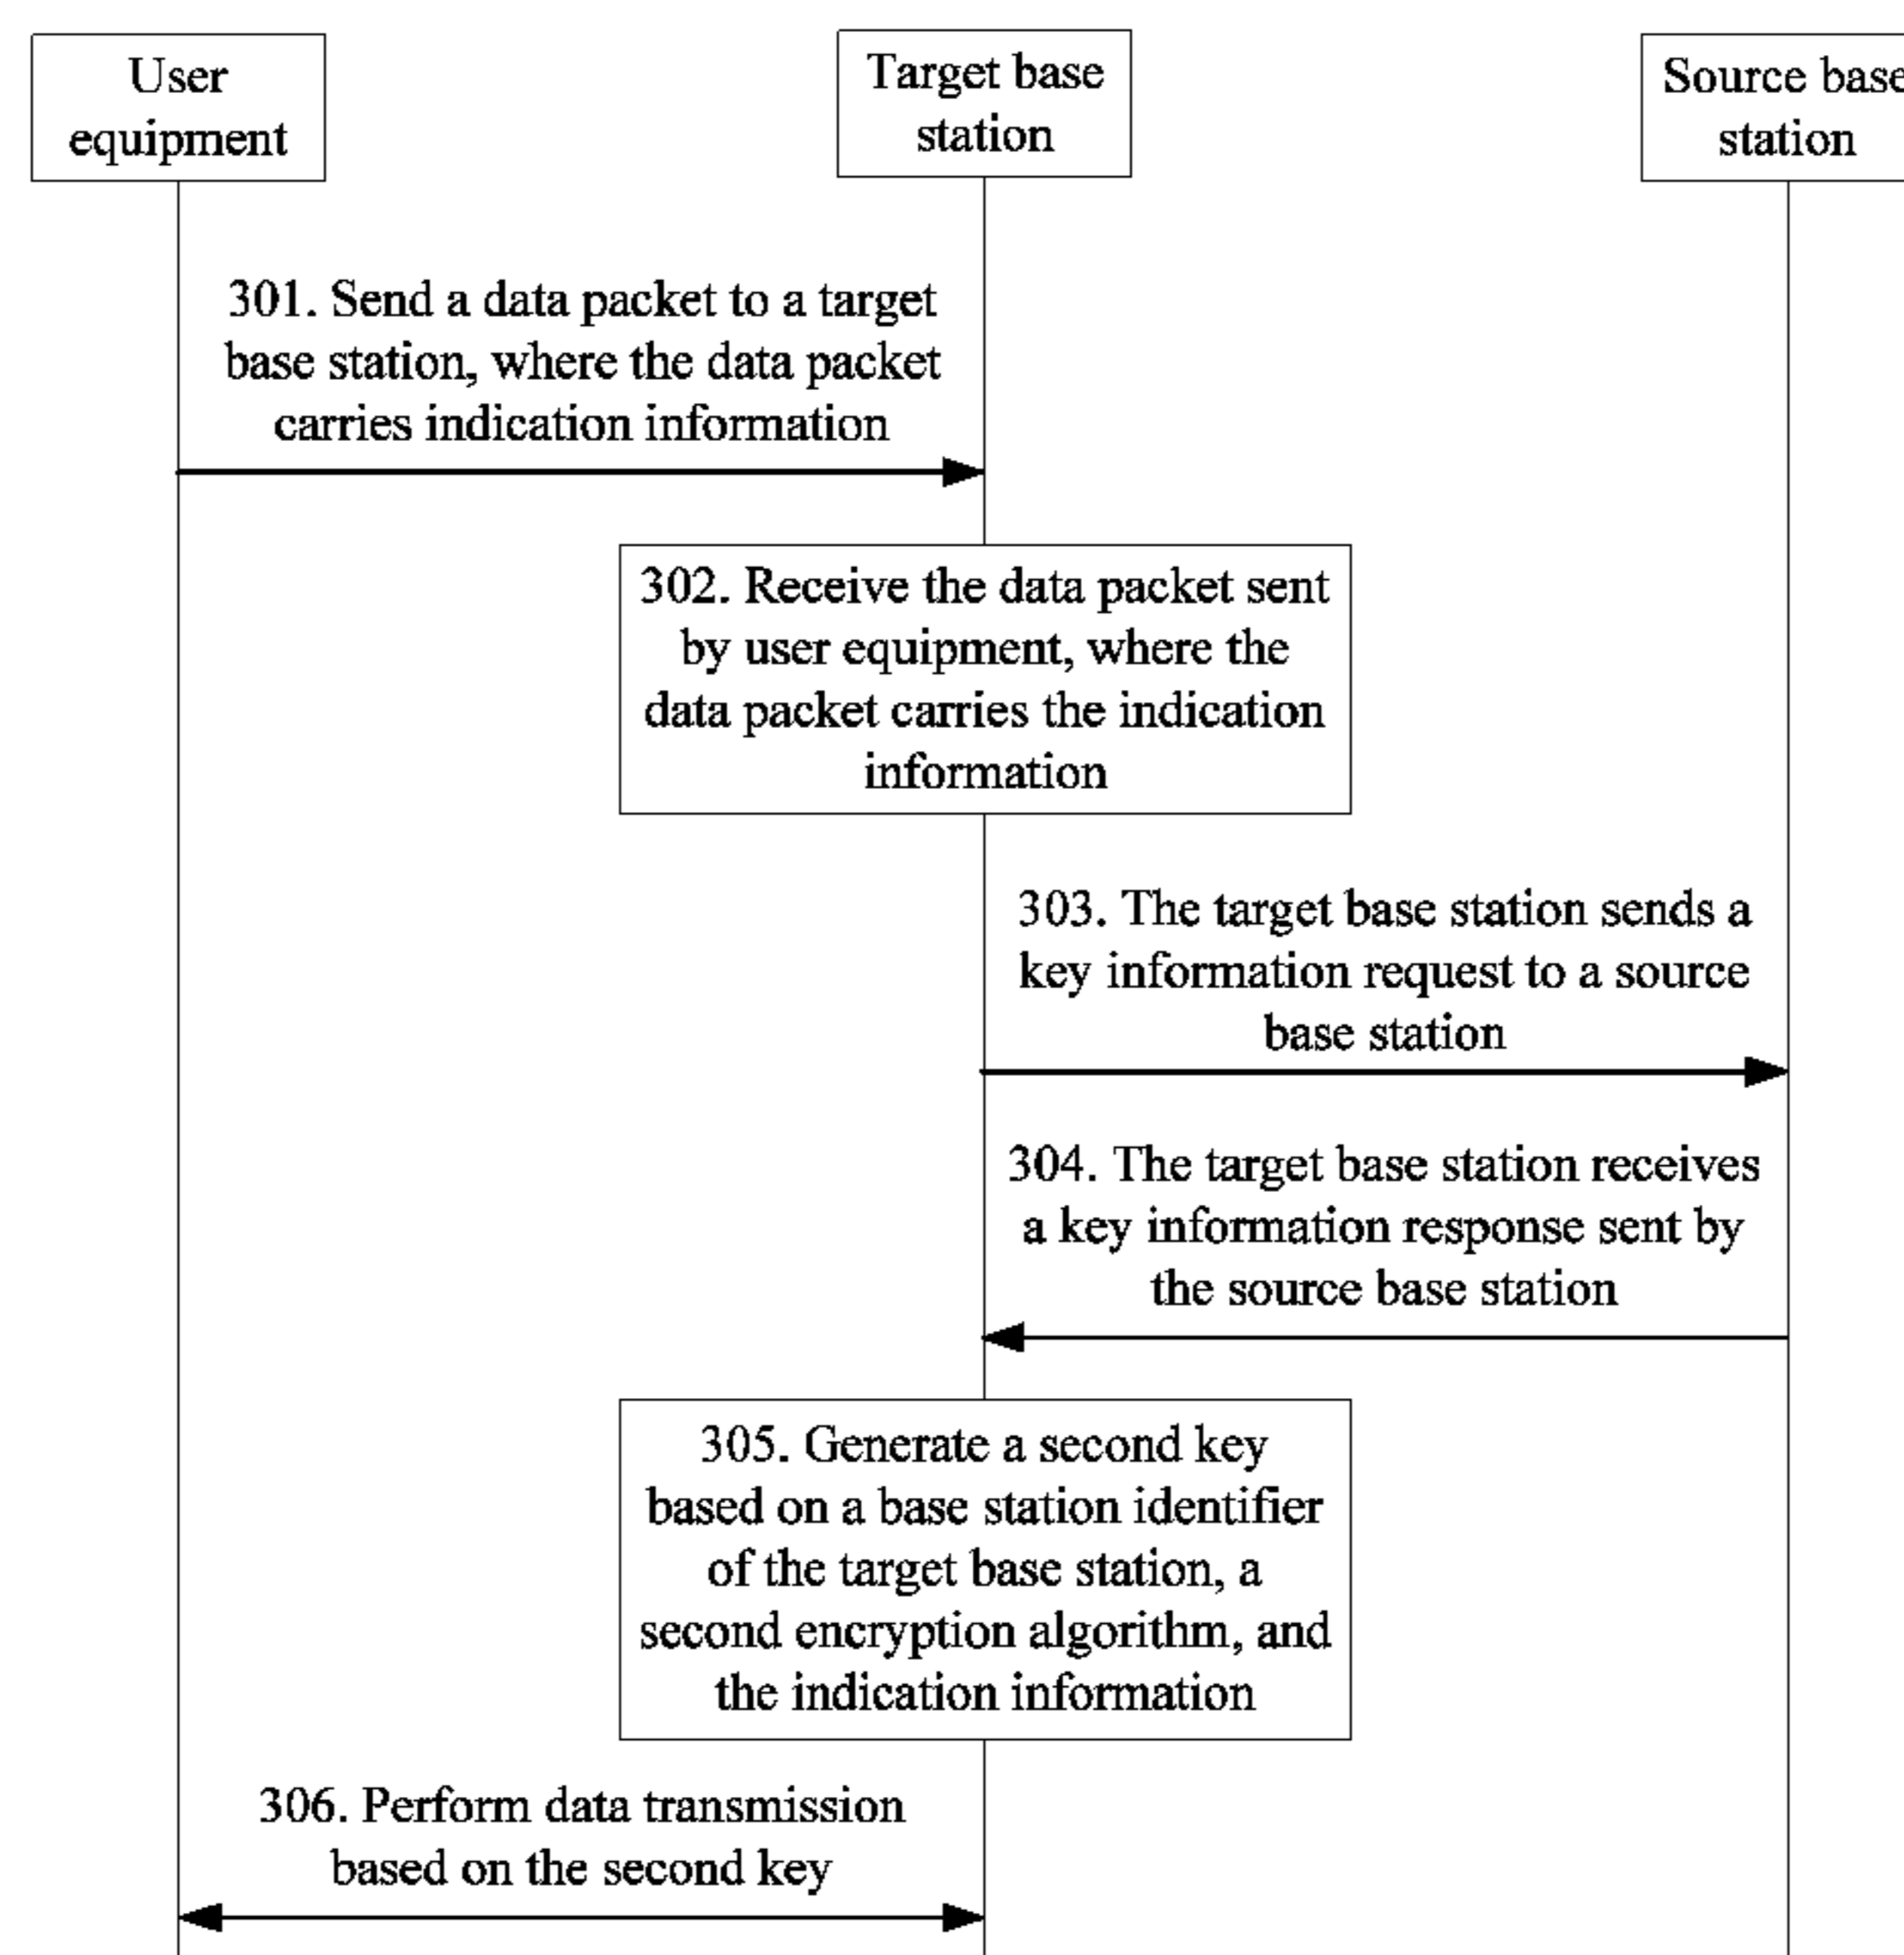 User
equipment
Target base
station
Source base
station
301. Send a data packet to a target
base station, where the data packet
carries indication information
302. Receive the data packet sent
by user equipment, where the
data packet carries the indication
information
303. The target base station sends a
key information request to a source
base station
304. The target base station receives
a key information response sent by
the source base station
305. Generate a second key
based on a base station identifier
of the target base station, a
second encryption algorithm, and
the indication information
306. Perform data transmission
based on the second key